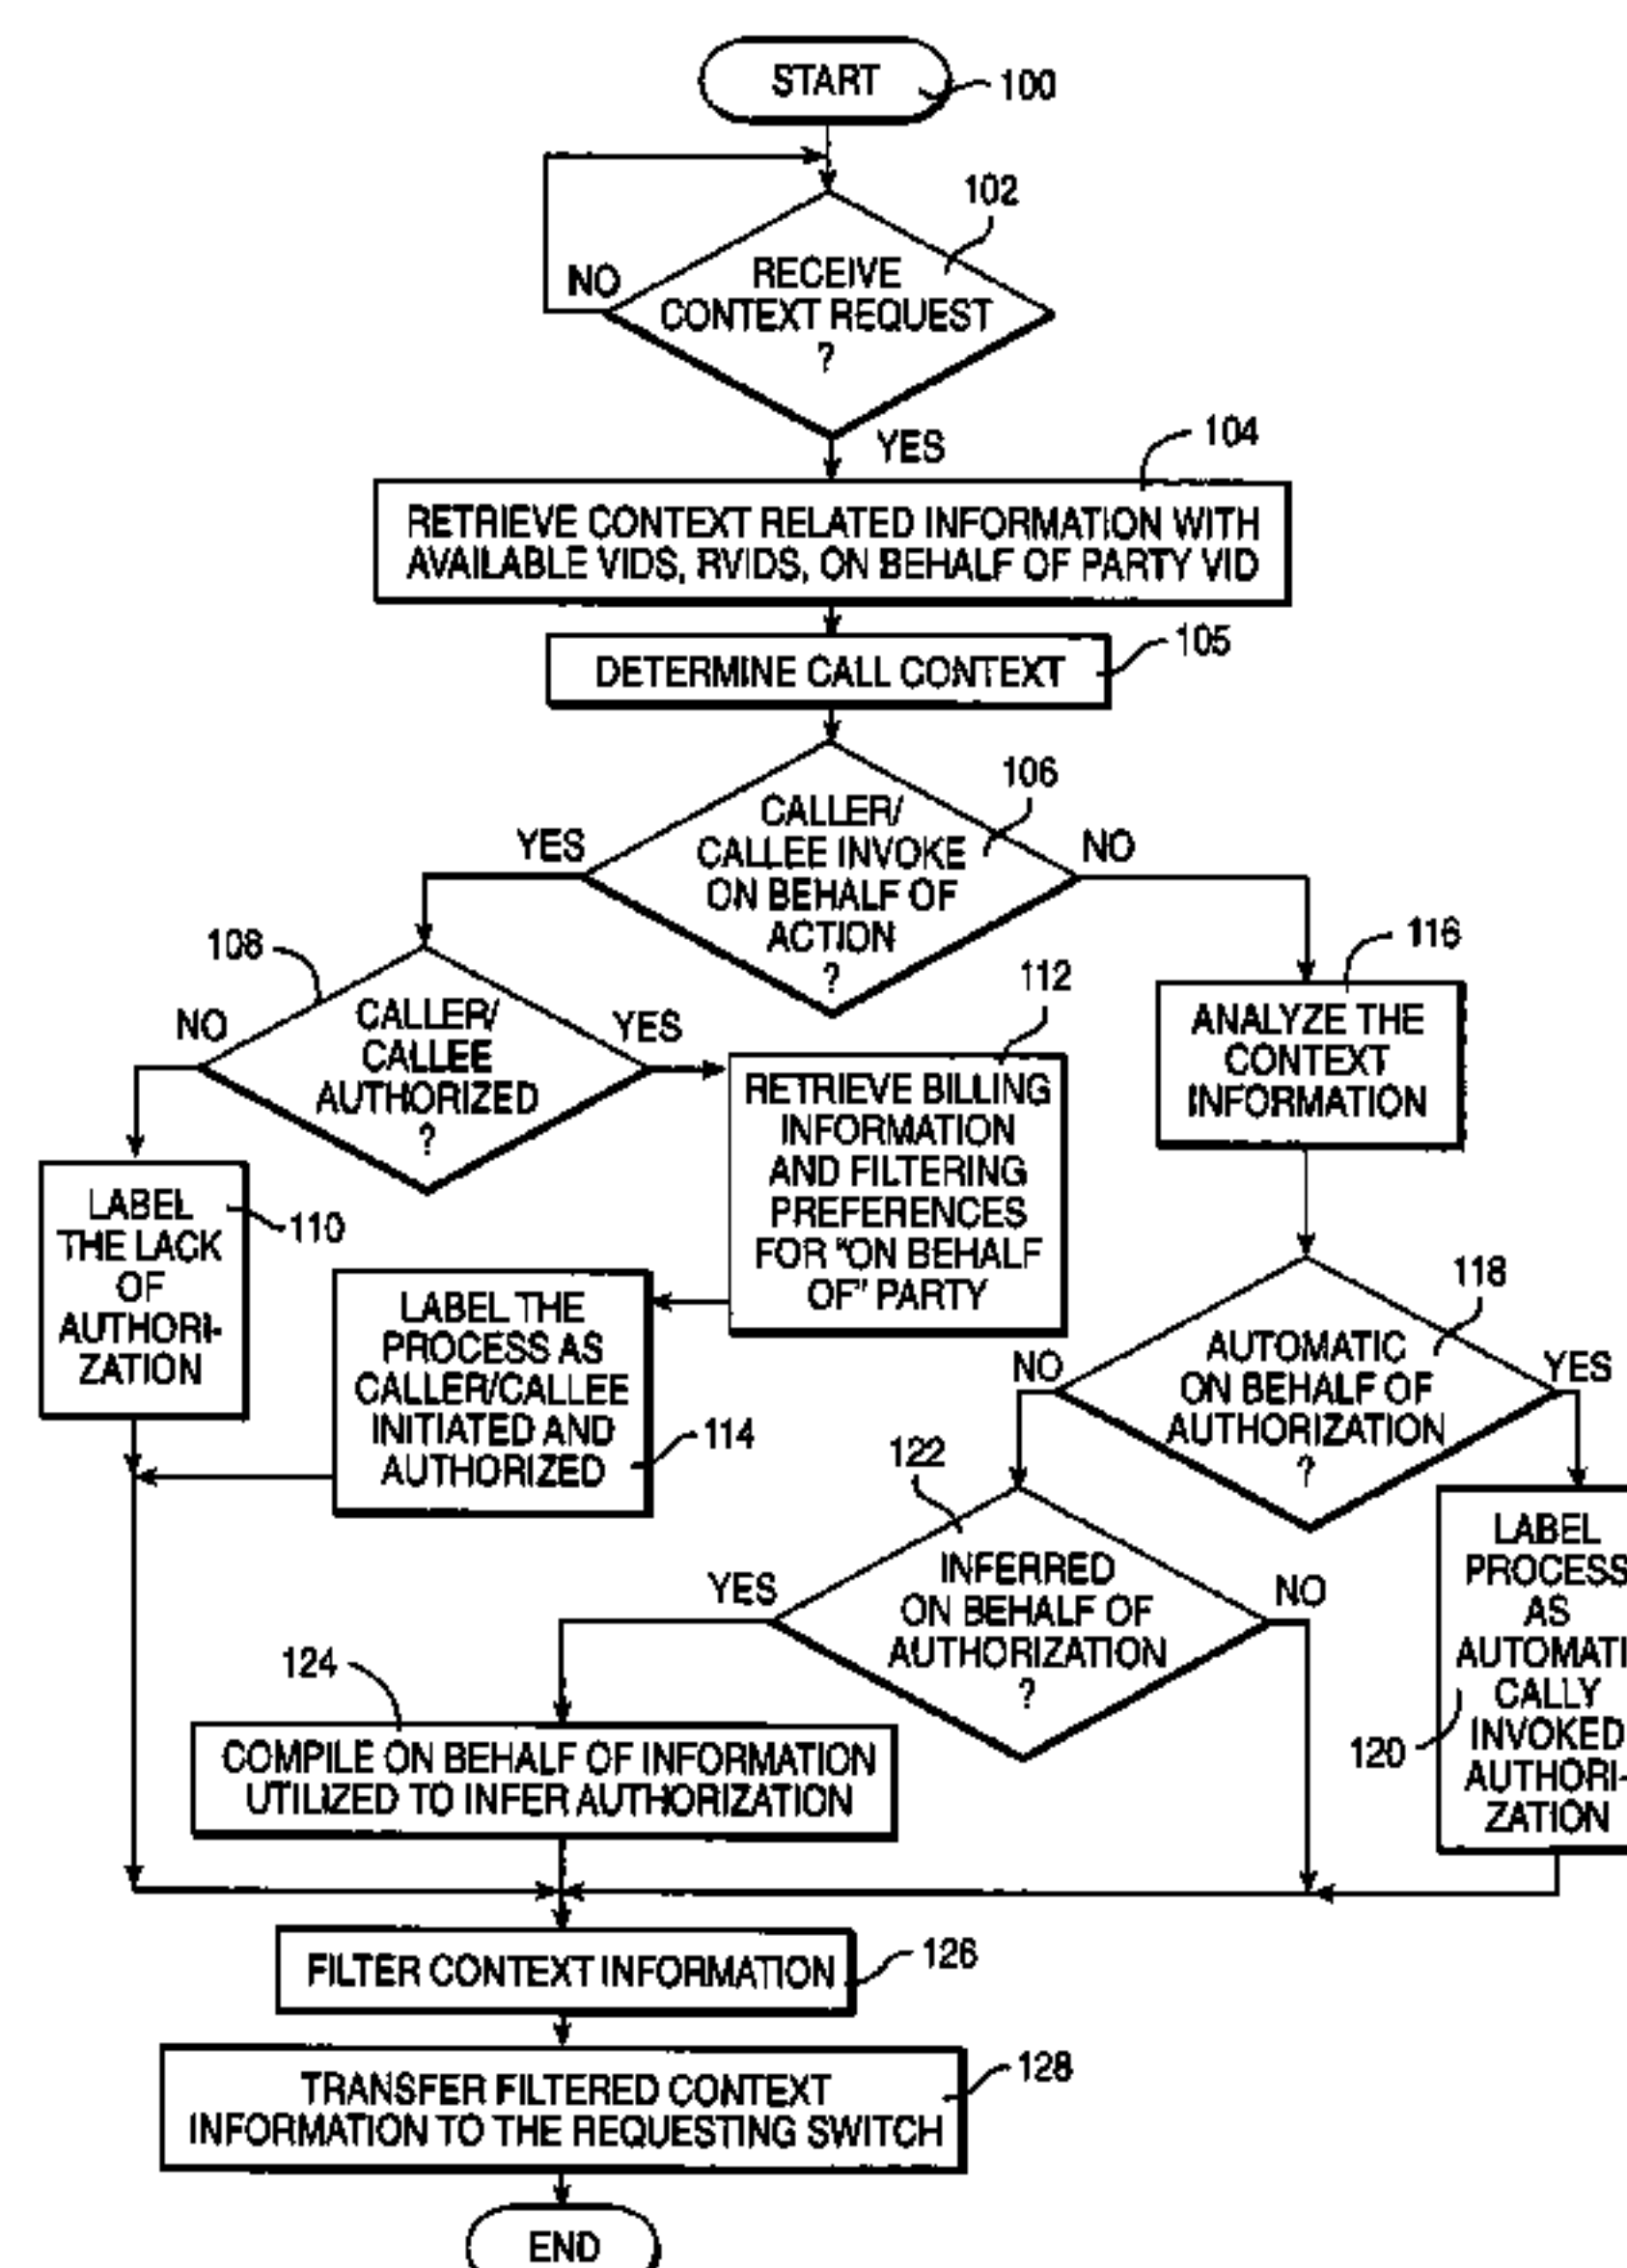 START
100
102
NO
RECEIVE
CONTEXT REQUEST
?
YES
104
RETRIEVE CONTEXT RELATED INFORMATION WITH
AVAILABLE VIDS, RVIDS, ON BEHALF OF PARTY VID
105
DETERMINE CALL CONTEXT
106
YES
CALLER/
CALLEE INVOKE
ON BEHALF OF
ACTION
?
NO
108
NO
CALLER/
CALLEE
AUTHORIZED
?
YES
112
RETRIEVE BILLING
INFORMATION
AND FILTERING
PREFERENCES
FOR "ON BEHALF
OF" PARTY
116
ANALYZE THE
CONTEXT
INFORMATION
LABEL
THE LACK
OF
AUTHORI-
ZATION
110
LABEL THE
PROCESS AS
CALLER/CALLEE
INITIATED AND
AUTHORIZED
114
118
NO
AUTOMATIC
ON BEHALF OF
AUTHORIZATION
?
YES
122
YES
INFERRED
ON BEHALF OF
AUTHORIZATION
?
NO
LABEL
PROCESS
AS
AUTOMATI
CALLY
INVOKED
AUTHORI-
ZATION
120
124
COMPILE ON BEHALF OF INFORMATION
UTILIZED TO INFER AUTHORIZATION
FILTER CONTEXT INFORMATION
126
TRANSFER FILTERED CONTEXT
INFORMATION TO THE REQUESTING SWITCH
128
END